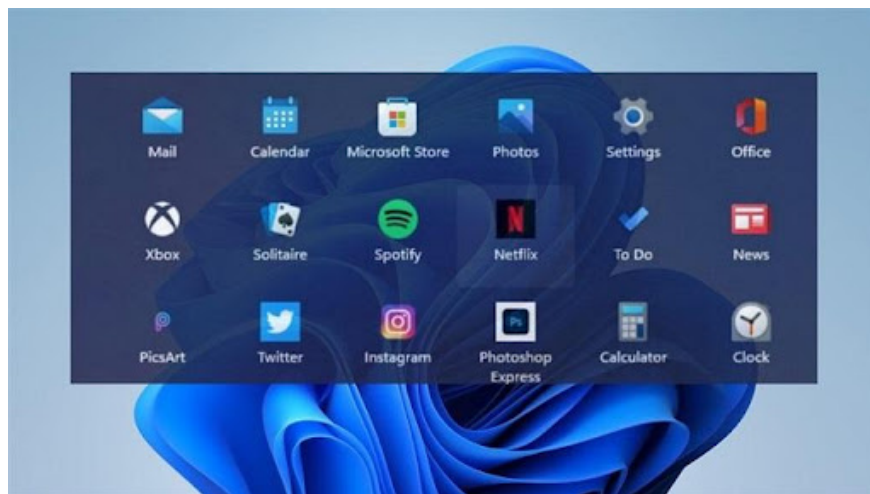 Mail Calendar Microsoft Store Photos Settings Office
Xbox Solitaire Spotify Netflix To Do News
PicsArt Twitter Instagram Photoshop Calculator Clock
Express